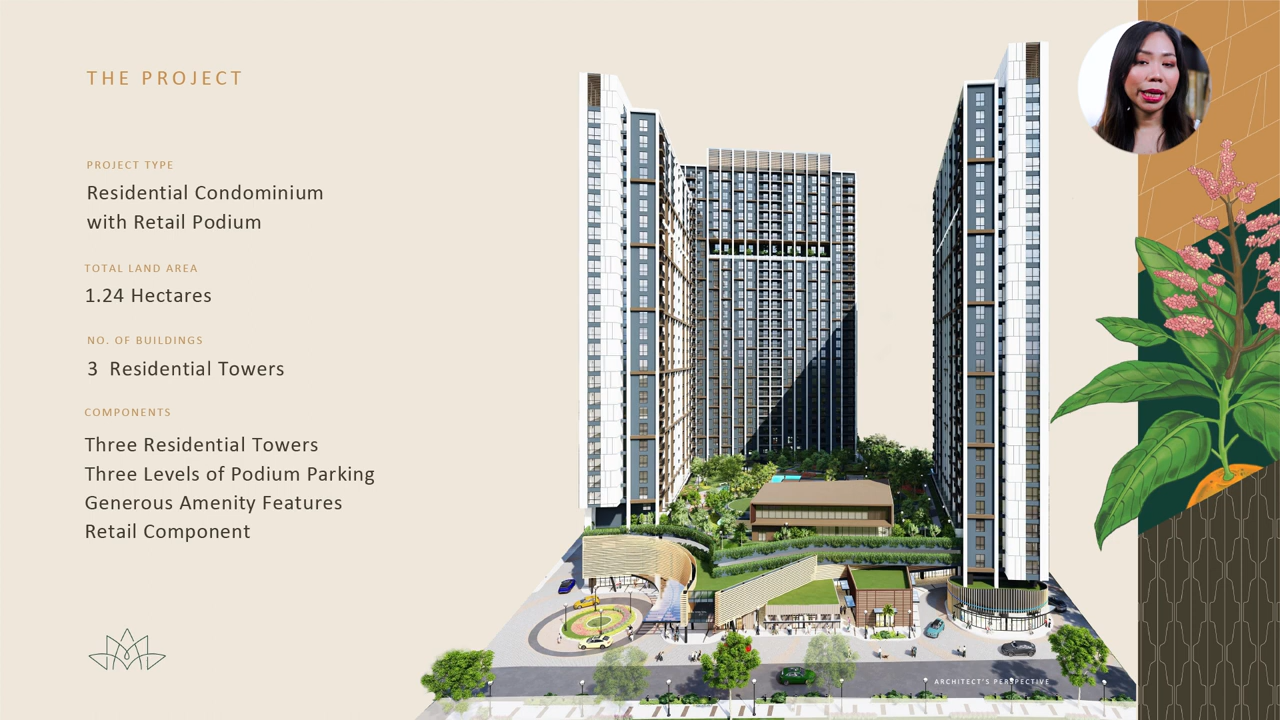 THE PROJECT
PROJECT TYPE
Residential Condominium
with Retail Podium
TOTAL LAND AREA
1.24 Hectares
NO. OF BUILDINGS
3 Residential Towers
COMPONENTS
Three Residential Towers
Three Levels of Podium Parking
Generous Amenity Features
Retail Component
ARCHITECT'S PERSPECTIVE